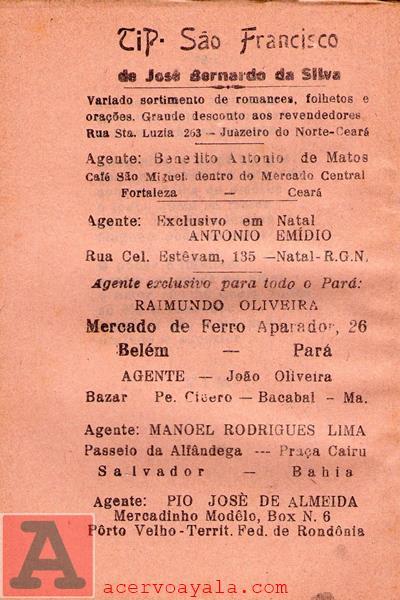 Tip. São Francisco
de José Bernardo da Silva
Variado sortimento de romances, folhetos e
orações. Grande desconto aos revendedores
Rua Sta. Luzia 263 — Juàzeiro do Norte-Ceará
Agente: Benelito Antonio de Matos
Café São Miguel, dentro do Mercado Central
Fortaleza — Ceará
Agente: Exclusivo em Natal
ANTONIO EMÍDIO
Rua Cel. Estêvam, 135 —Natal-R.G.N.
Agente exclusivo para todo o Pará:
RAIMUNDO OLIVEIRA
Mercado de Ferro Aparador, 26
Belém — Pará
AGENTE — João Oliveira
Bazar Pe. Cicero — Bacabal - Ma.
Agente: MANOEL RODRIGUES LIMA
Passeio da Alfândega --- Praça Cairu
Salvador — Bahia
Agente: PIO JOSÈ DE ALMEIDA
Mercadinho Modêlo, Box N. 6
Pôrto Velho-Territ. Fed. de Rondônia
A
acervoayala.com